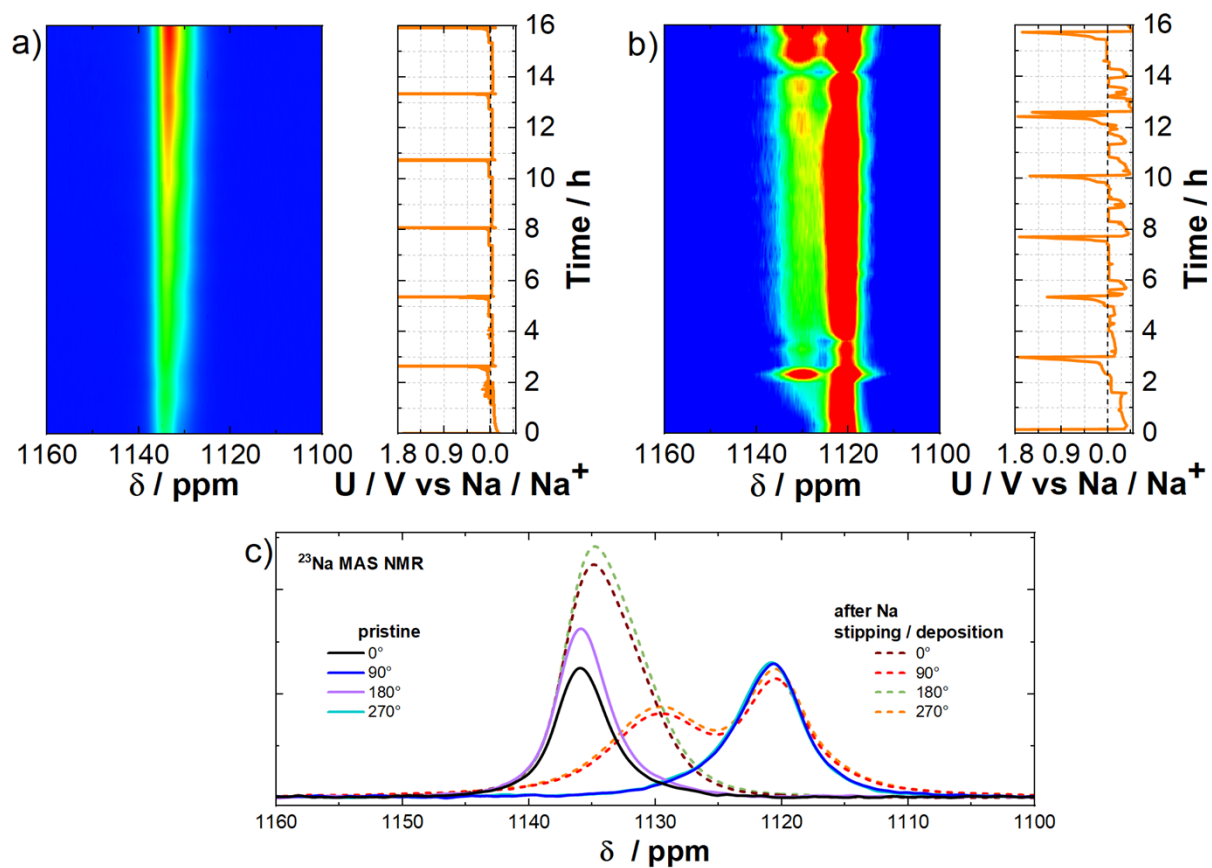 a)
1160 1140 1120 1100
δ / ppm
1.8 0.9 0.0
U / V vs Na / Na+
16
14
12
10
8
6
4
2
0
Time / h
b)
1160 1140 1120 1100
δ / ppm
1.8 0.9 0.0
U / V vs Na / Na+
16
14
12
10
8
6
4
2
0
Time / h
c)
23Na MAS NMR
pristine
0°
90°
180°
270°
after Na
stipping / deposition
0°
90°
180°
270°
1160 1150 1140 1130 1120 1110 1100
δ / ppm